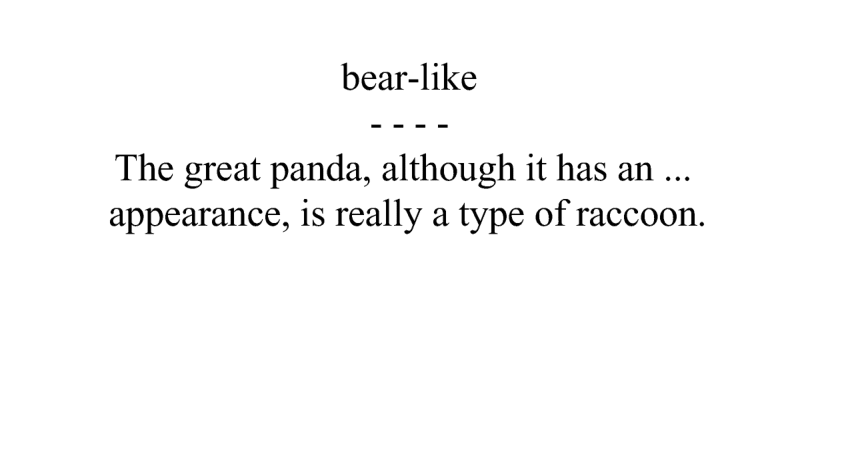 bear-like
- - - -
The great panda, although it has an ...
appearance, is really a type of raccoon.